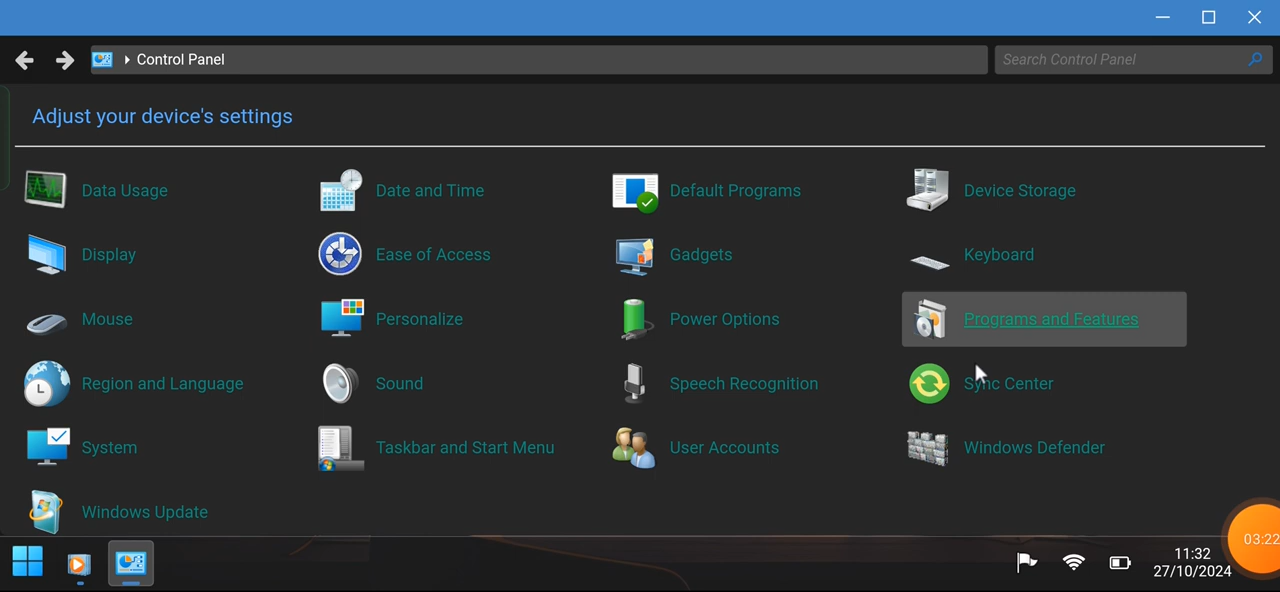 Control Panel
Search Control Panel
Adjust your device's settings
Data Usage
Date and Time
Default Programs
Device Storage
Display
Ease of Access
Gadgets
Keyboard
Mouse
Personalize
Power Options
Programs and Features
Region and Language
Sound
Speech Recognition
Sync Center
System
Taskbar and Start Menu
User Accounts
Windows Defender
Windows Update
03:22
11:32
27/10/2024